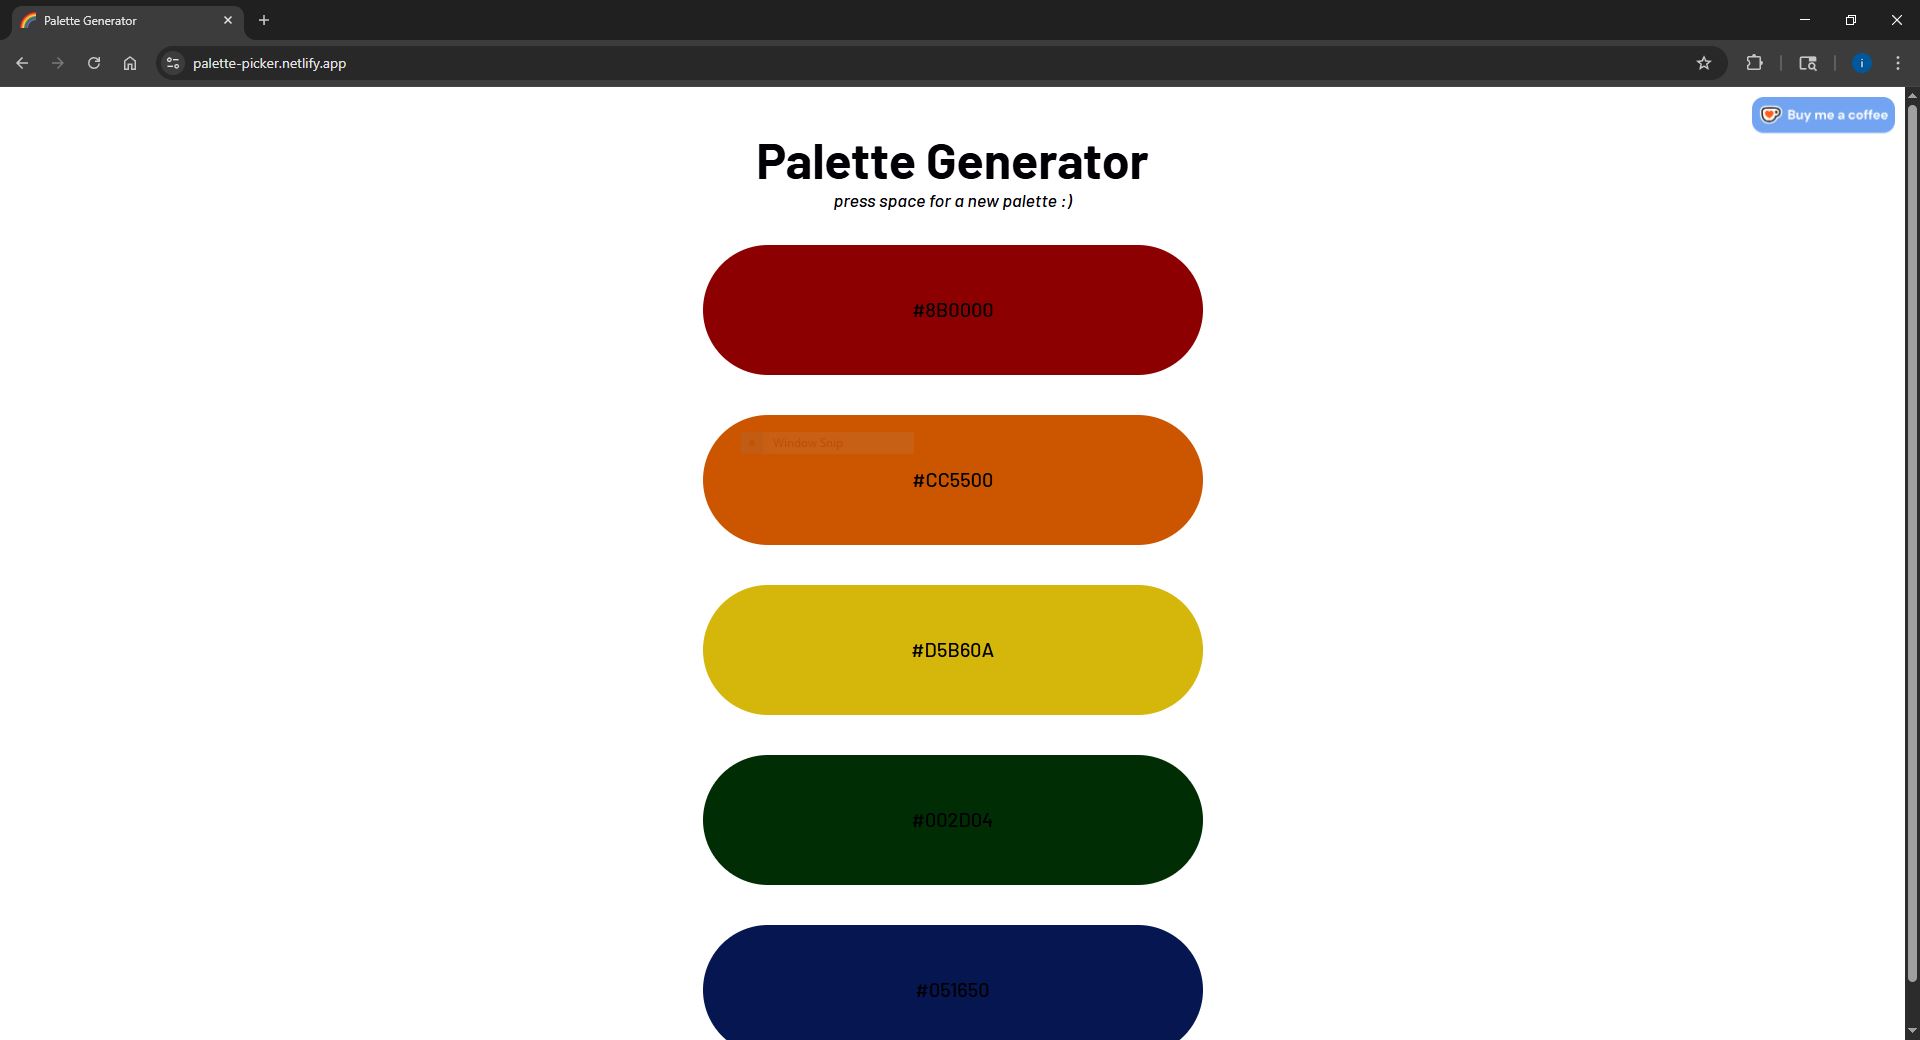 Palette Generator
palette-picker.netlify.app
i
Buy me a coffee
Palette Generator
press space for a new palette :)
#8B0000
Window Snip
#CC5500
#D5B60A
#002D04
#051650